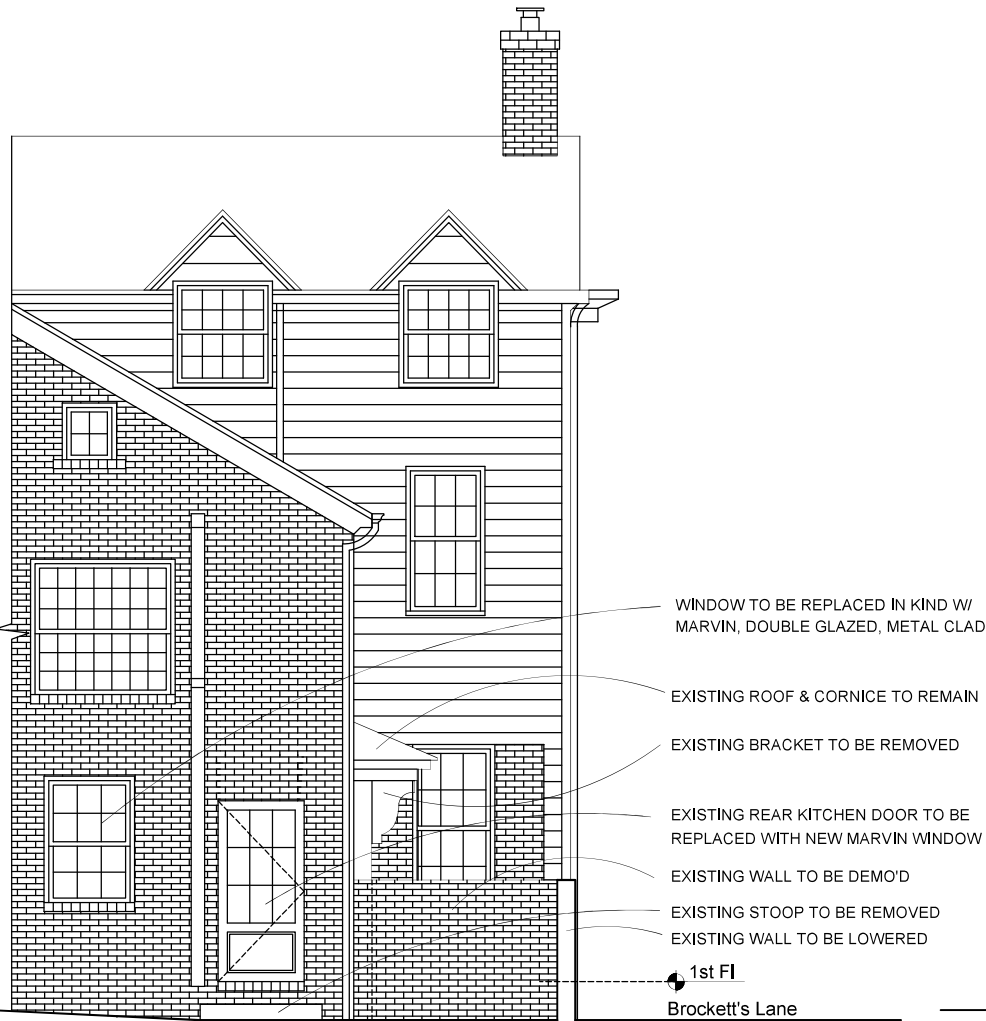 WINDOW TO BE REPLACED IN KIND W/
MARVIN, DOUBLE GLAZED, METAL CLAD
EXISTING ROOF & CORNICE TO REMAIN
EXISTING BRACKET TO BE REMOVED
EXISTING REAR KITCHEN DOOR TO BE
REPLACED WITH NEW MARVIN WINDOW
EXISTING WALL TO BE DEMO'D
EXISTING STOOP TO BE REMOVED
EXISTING WALL TO BE LOWERED
1st Fl
Brockett's Lane